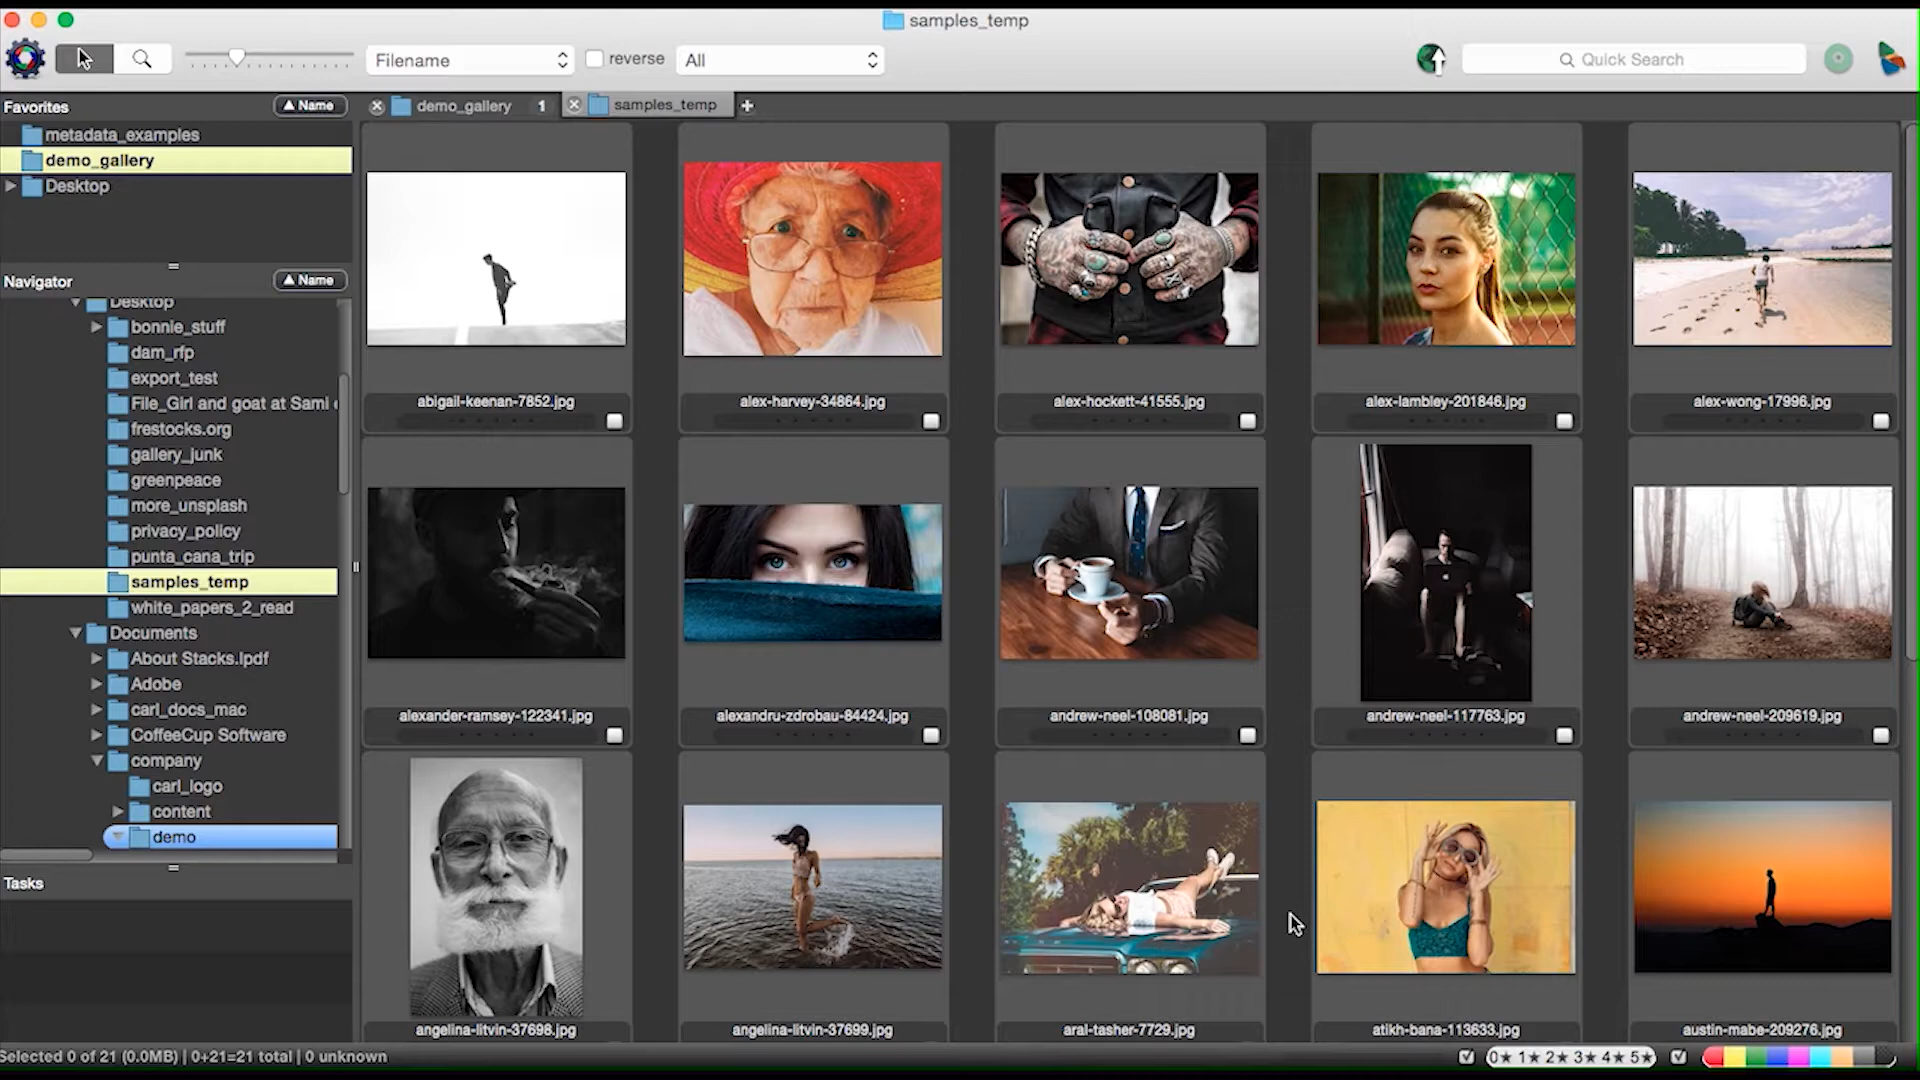 samples_temp
Filename
reverse
All
Quick Search
Favorites
Name
metadata_examples
demo_gallery
Desktop
Navigator
Name
Desktop
bonnie_stuff
dam_rfp
export_test
File_Girl and goat at Sami
frestocks.org
gallery_junk
greenpeace
more_unsplash
privacy_policy
punta_cana_trip
samples_temp
white_papers_2_read
Documents
About Stacks.lpdf
Adobe
carl_docs_mac
CoffeeCup Software
company
carl_logo
content
demo
Tasks
demo_gallery 1
samples_temp
abigail-keenan-7852.jpg
alex-harvey-34864.jpg
alex-hockett-41555.jpg
alex-lambley-201846.jpg
alex-wong-17996.jpg
alexander-ramsey-122341.jpg
alexandru-zdrobau-84424.jpg
andrew-neel-108081.jpg
andrew-neel-117763.jpg
andrew-neel-209619.jpg
angelina-litvin-37698.jpg
angelina-litvin-37699.jpg
aral-tasher-7729.jpg
atikh-bana-113633.jpg
austin-mabe-209276.jpg
Selected 0 of 21 (0.0MB) | 0+21=21 total | 0 unknown
0★ 1★ 2★ 3★ 4★ 5★